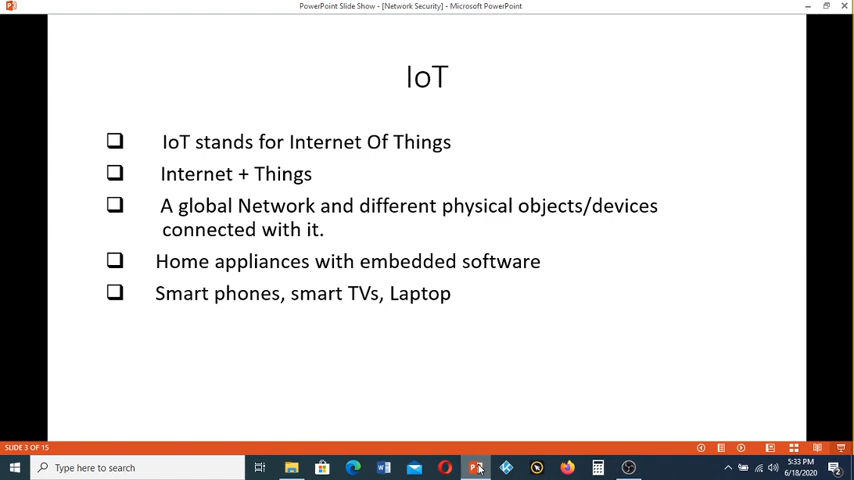 PowerPoint Slide Show - [Network Security] - Microsoft PowerPoint
IoT
IoT stands for Internet Of Things
Internet + Things
A global Network and different physical objects/devices
connected with it.
Home appliances with embedded software
Smart phones, smart TVs, Laptop
SLIDE 3 OF 15
Type here to search
5:33 PM
6/18/2020